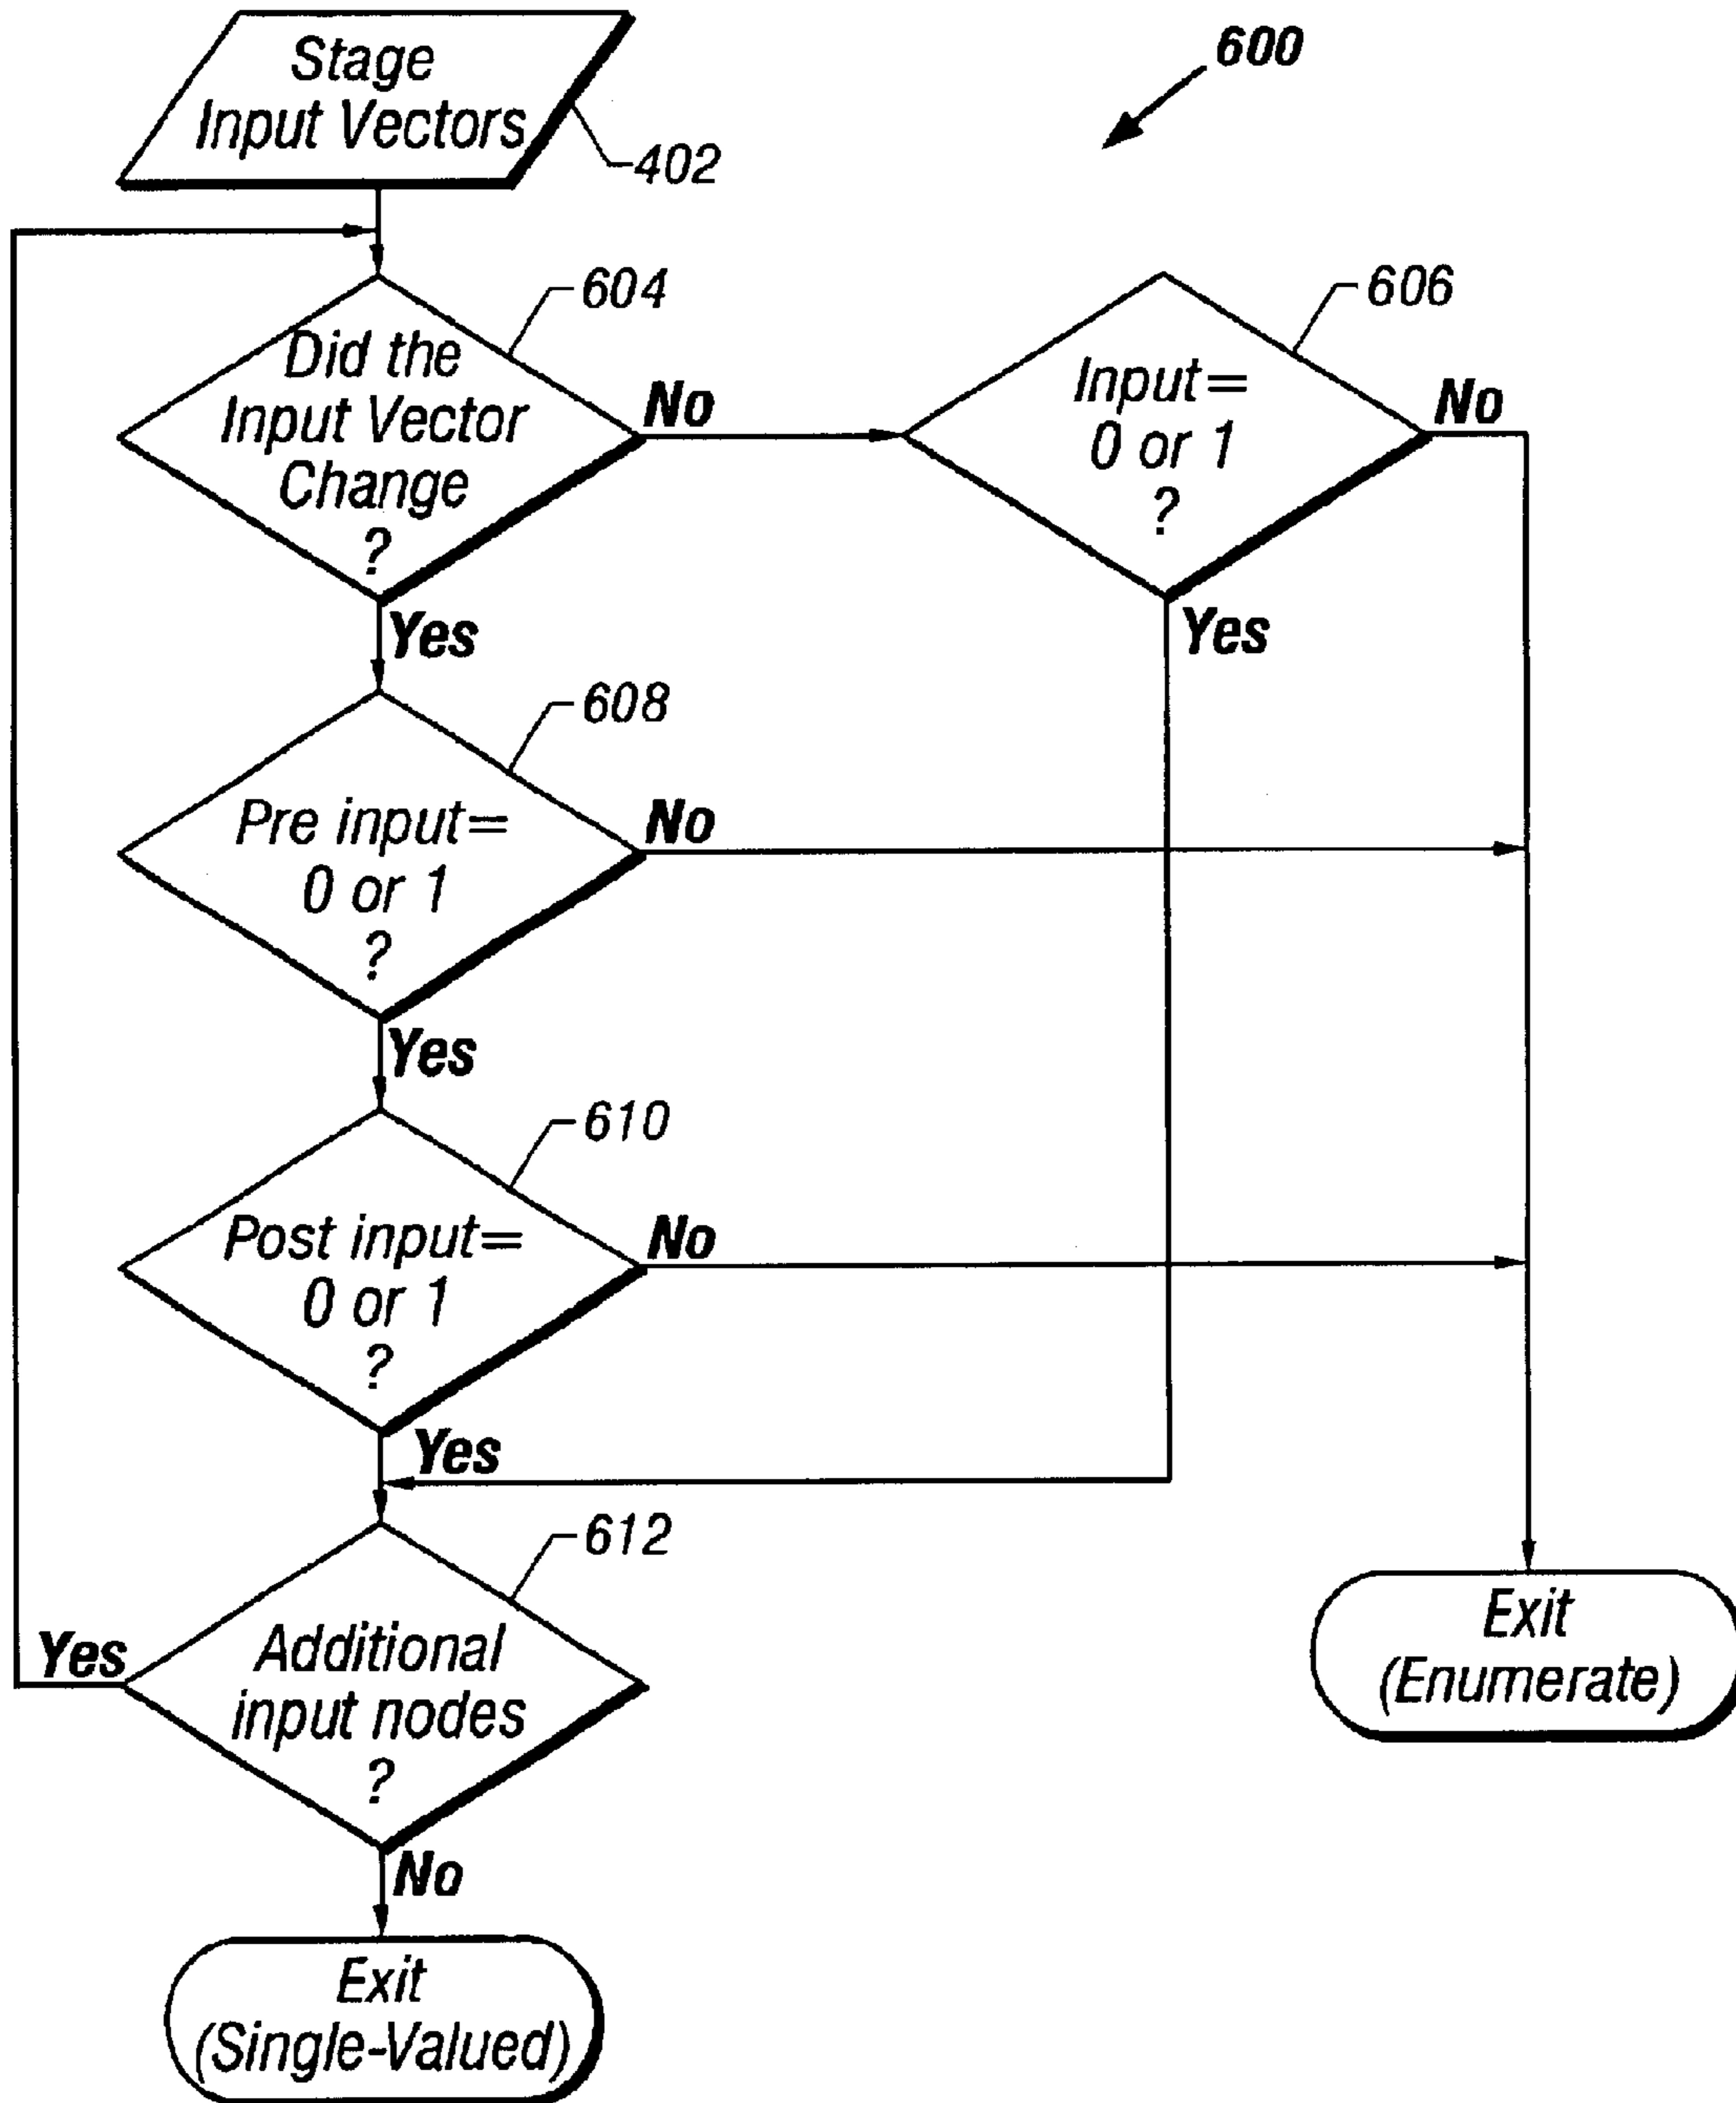 Stage
Input Vectors
402
600
604
Did the
Input Vector
Change
?
No
Yes
606
Input=
0 or 1
?
No
Yes
608
Pre input=
0 or 1
?
No
Yes
610
Post input=
0 or 1
?
No
Yes
612
Additional
input nodes
?
Yes
No
Exit
(Enumerate)
Exit
(Single-Valued)